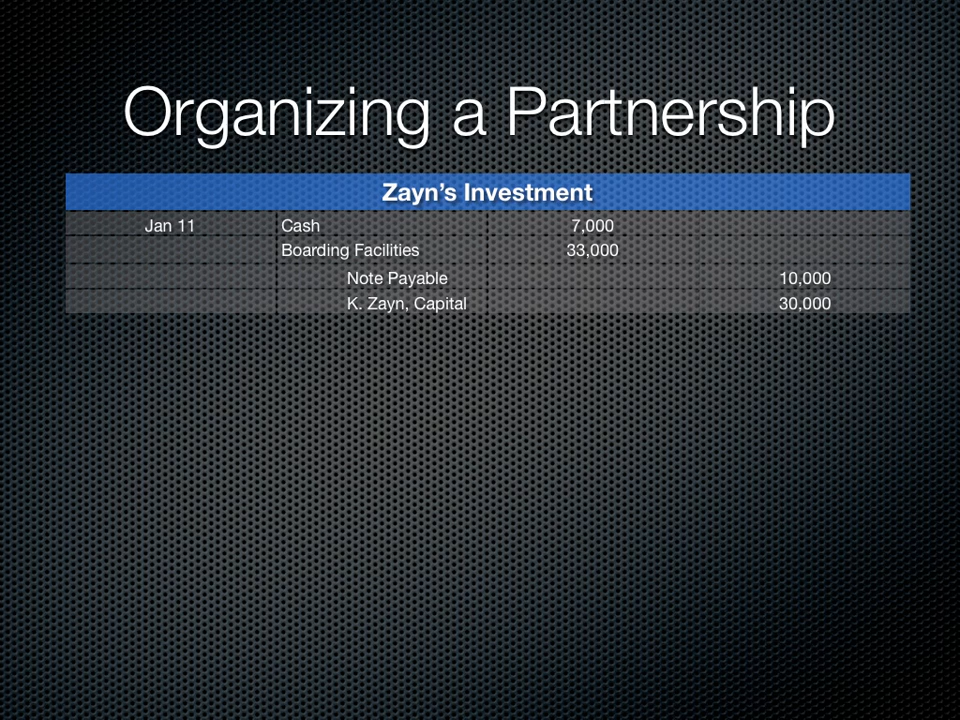 Organizing a Partnership
Zayn’s Investment
Jan 11 Cash 7,000
Boarding Facilities 33,000
Note Payable 10,000
K. Zayn, Capital 30,000